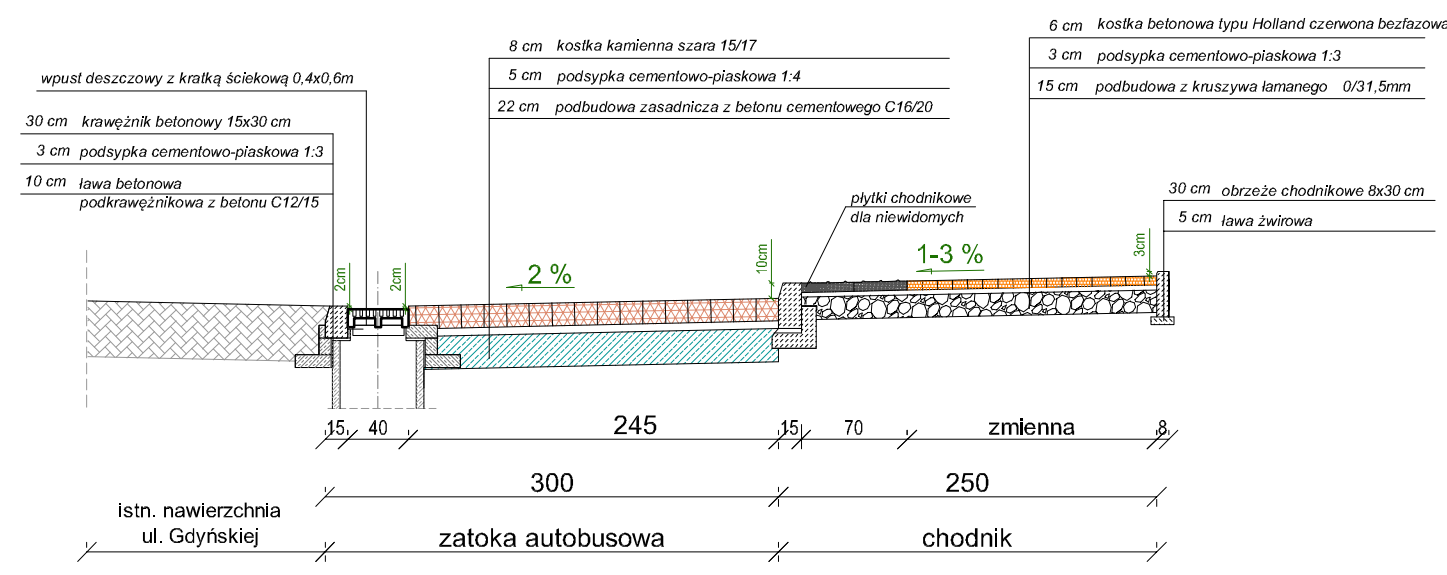 6 cm kostka betonowa typu Holland czerwona bezfazowa
3 cm podsypka cementowo-piaskowa 1:3
15 cm podbudowa z kruszywa łamanego 0/31,5mm
8 cm kostka kamienna szara 15/17
5 cm podsypka cementowo-piaskowa 1:4
22 cm podbudowa zasadnicza z betonu cementowego C16/20
wpust deszczowy z kratką ściekową 0,4x0,6m
30 cm krawężnik betonowy 15x30 cm
3 cm podsypka cementowo-piaskowa 1:3
10 cm ława betonowa
podkrawężnikowa z betonu C12/15
płytki chodnikowe
dla niewidomych
30 cm obrzeże chodnikowe 8x30 cm
5 cm ława żwirowa
2cm
2cm
2 %
10cm
1-3 %
3cm
15 40 245 15 70 zmienna 8
300 250
istn. nawierzchnia
ul. Gdyńskiej
zatoka autobusowa
chodnik